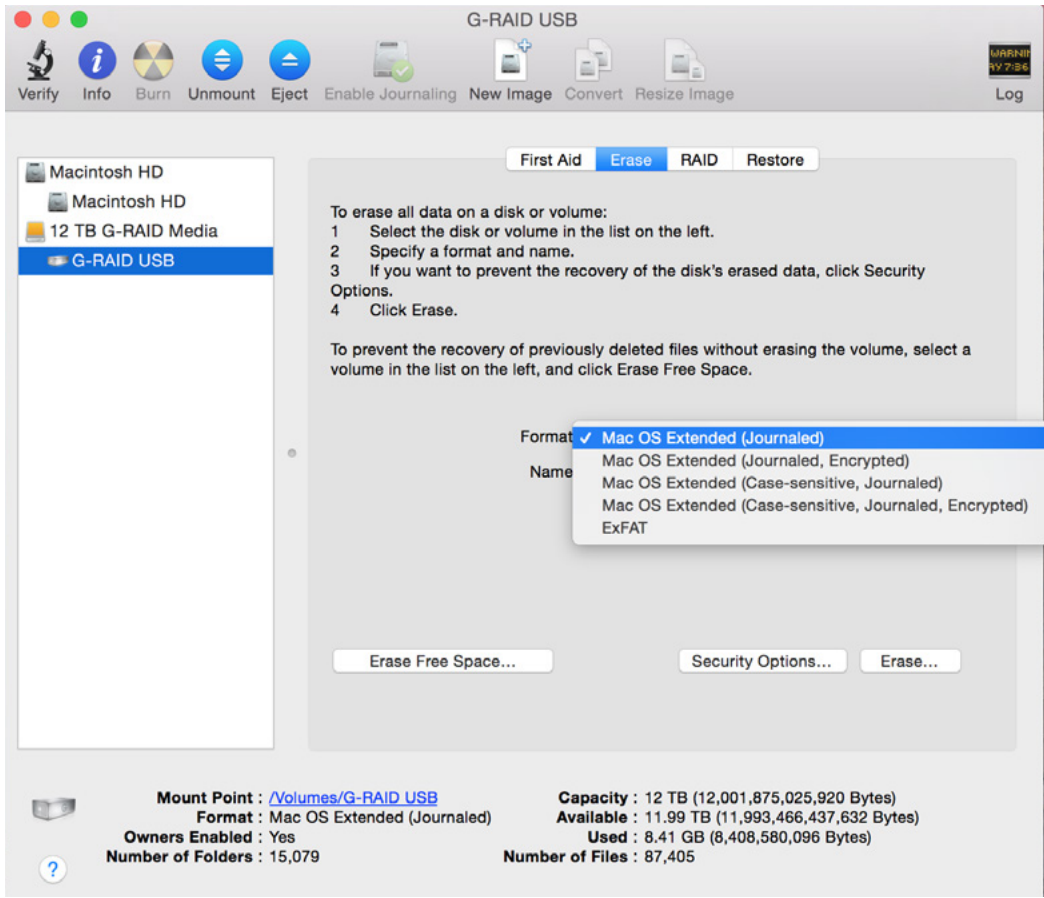 G-RAID USB
Verify Info Burn Unmount Eject Enable Journaling New Image Convert Resize Image Log
WARNIN
AY 7:36
First Aid Erase RAID Restore
Macintosh HD
Macintosh HD
12 TB G-RAID Media
G-RAID USB
To erase all data on a disk or volume:
1 Select the disk or volume in the list on the left.
2 Specify a format and name.
3 If you want to prevent the recovery of the disk's erased data, click Security
Options.
4 Click Erase.
To prevent the recovery of previously deleted files without erasing the volume, select a
volume in the list on the left, and click Erase Free Space.
Format ✓ Mac OS Extended (Journaled)
Mac OS Extended (Journaled, Encrypted)
Name
Mac OS Extended (Case-sensitive, Journaled)
Mac OS Extended (Case-sensitive, Journaled, Encrypted)
ExFAT
Erase Free Space... Security Options... Erase...
Mount Point : /Volumes/G-RAID USB Capacity : 12 TB (12,001,875,025,920 Bytes)
Format : Mac OS Extended (Journaled) Available : 11.99 TB (11,993,466,437,632 Bytes)
Owners Enabled : Yes Used : 8.41 GB (8,408,580,096 Bytes)
Number of Folders : 15,079 Number of Files : 87,405
?